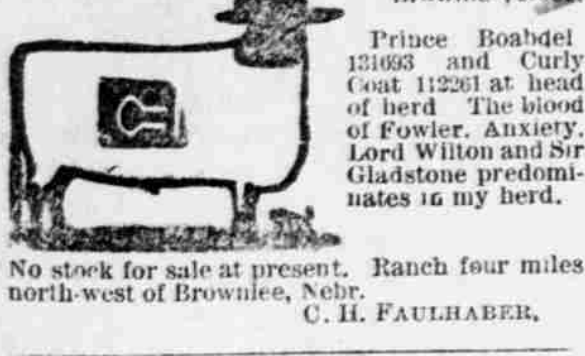 Prince Boabdel
131693 and Curly
Coat 112261 at head
of herd The blood
of Fowler, Anxiety,
Lord Wilton and Sir
Gladstone predomi-
nates in my herd.
No stock for sale at present. Ranch four miles
north-west of Brownlee, Nebr.
C. H. FAULHABER,